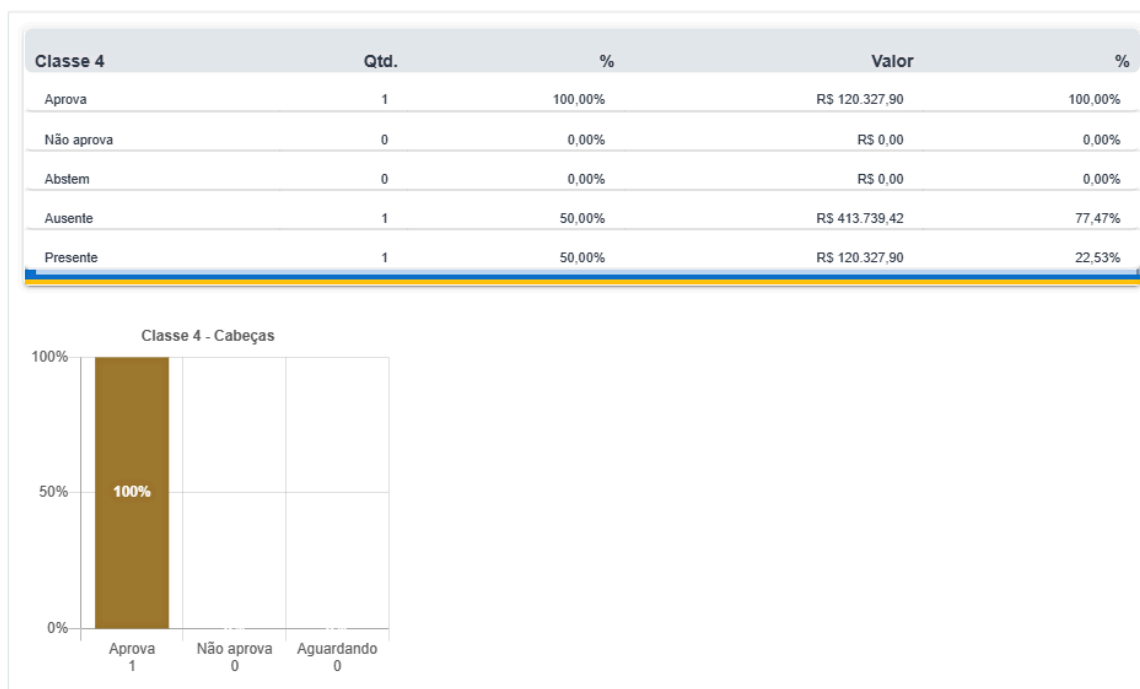 Classe 4 Qtd. % Valor %
Aprova 1 100,00% R$ 120.327,90 100,00%
Não aprova 0 0,00% R$ 0,00 0,00%
Abstem 0 0,00% R$ 0,00 0,00%
Ausente 1 50,00% R$ 413.739,42 77,47%
Presente 1 50,00% R$ 120.327,90 22,53%
Classe 4 - Cabeças
100%
50%
100%
0%
Aprova Não aprova Aguardando
1 0 0